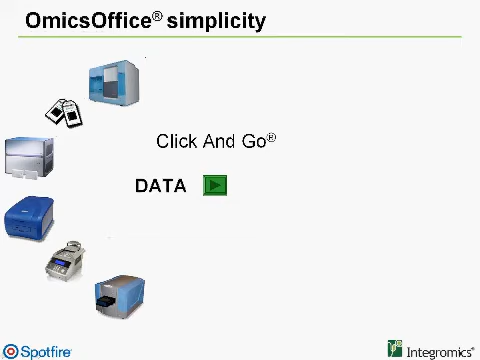 OmicsOffice® simplicity
Click And Go®
DATA
Spotfire
Integromics